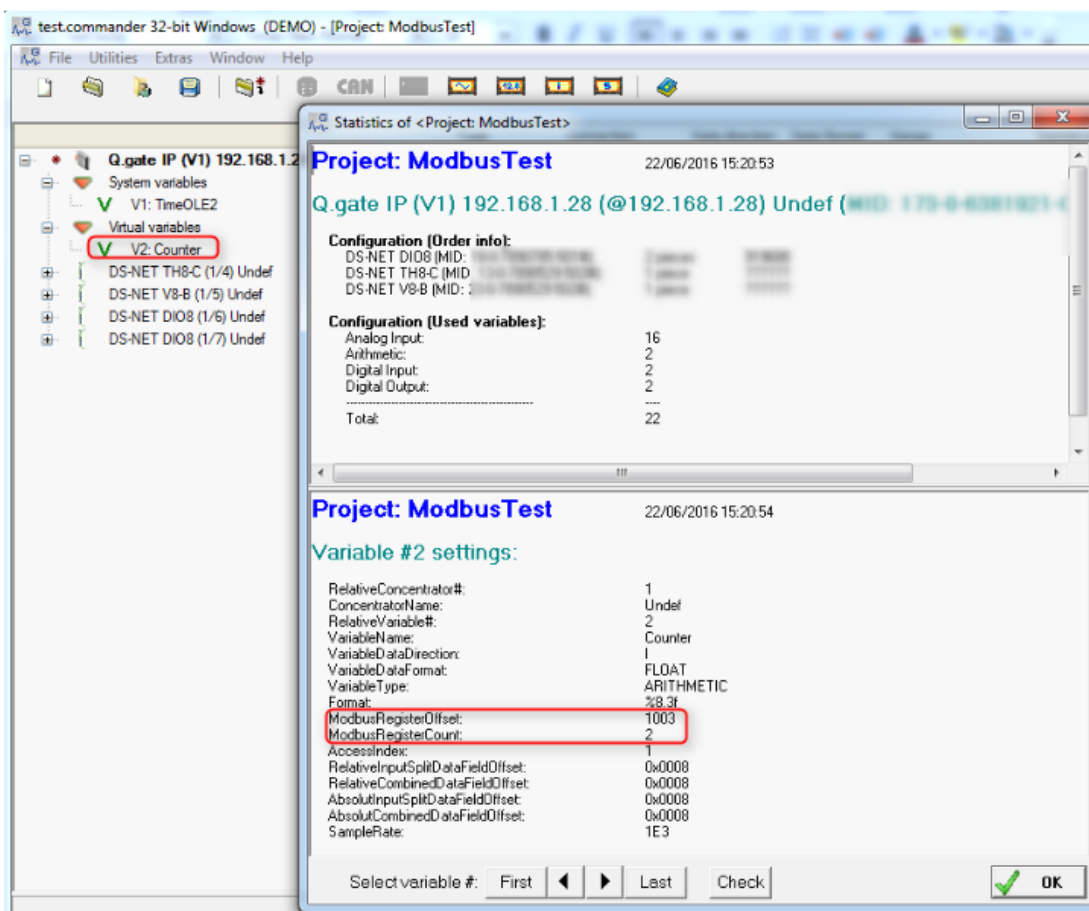 test.commander 32-bit Windows (DEMO) - [Project: ModbusTest]
File Utilities Extras Window Help
CAN
Statistics of <Project: ModbusTest>
Q.gate IP (V1) 192.168.1.2
System variables
V1: TimeOLE2
Virtual variables
V2: Counter
DS-NET TH8-C (1/4) Undef
DS-NET V8-B (1/5) Undef
DS-NET DIO8 (1/6) Undef
DS-NET DIO8 (1/7) Undef
Project: ModbusTest 22/06/2016 15:20:53
Q.gate IP (V1) 192.168.1.28 (@192.168.1.28) Undef (
Configuration (Order info):
DS-NET DIO8 (MID:
DS-NET TH8-C (MID
DS-NET V8-B (MID:
Configuration (Used variables):
Analog Input: 16
Arithmetic: 2
Digital Input: 2
Digital Output: 2
Total: 22
Project: ModbusTest 22/06/2016 15:20:54
Variable #2 settings:
RelativeConcentrator#: 1
ConcentratorName: Undef
RelativeVariable#: 2
VariableName: Counter
VariableDataDirection: I
VariableDataFormat: FLOAT
VariableType: ARITHMETIC
Format: %8.3f
ModbusRegisterOffset: 1003
ModbusRegisterCount: 2
AccessIndex: 1
RelativeInputSplitDataFieldOffset: 0x0008
RelativeCombinedDataFieldOffset: 0x0008
AbsolutInputSplitDataFieldOffset: 0x0008
AbsolutCombinedDataFieldOffset: 0x0008
SampleRate: 1E3
Select variable #: First Last Check OK